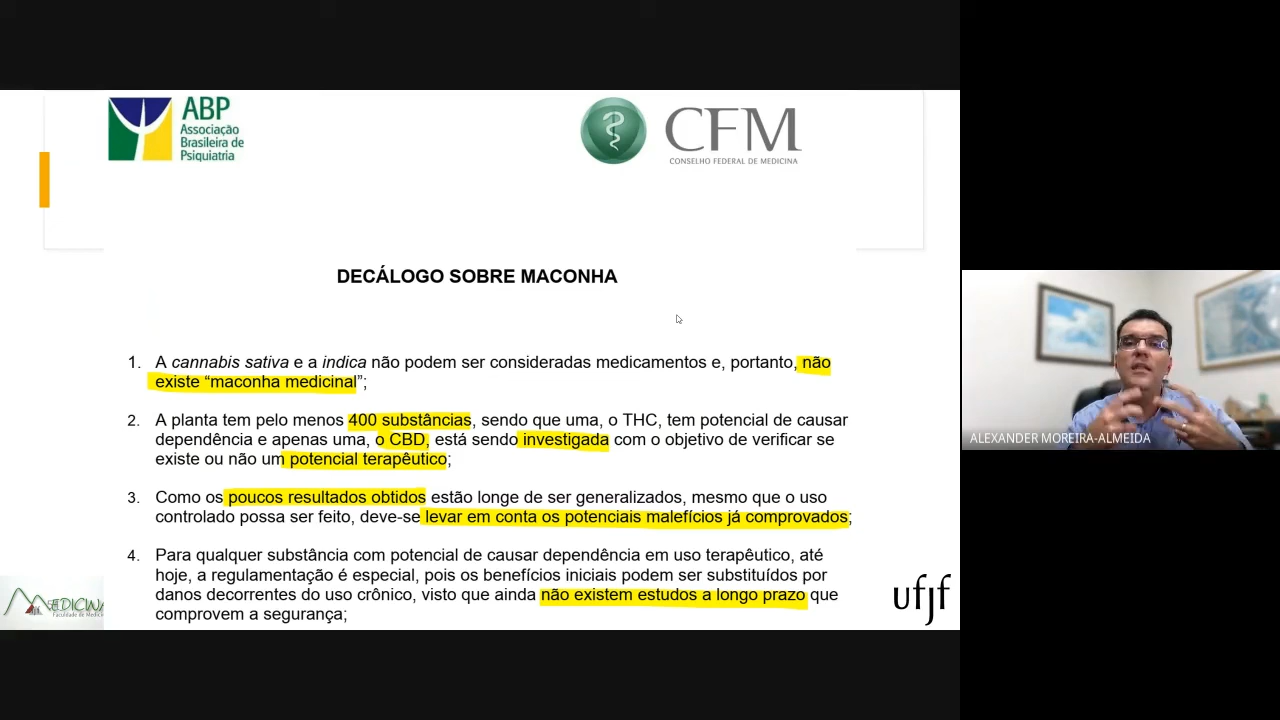 ABP
Associação
Brasileira de
Psiquiatria
CFM
CONSELHO FEDERAL DE MEDICINA
DECÁLOGO SOBRE MACONHA
1. A cannabis sativa e a indica não podem ser consideradas medicamentos e, portanto, não
existe “maconha medicinal”;
2. A planta tem pelo menos 400 substâncias, sendo que uma, o THC, tem potencial de causar
dependência e apenas uma, o CBD, está sendo investigada com o objetivo de verificar se
existe ou não um potencial terapêutico;
3. Como os poucos resultados obtidos estão longe de ser generalizados, mesmo que o uso
controlado possa ser feito, deve-se levar em conta os potenciais malefícios já comprovados;
4. Para qualquer substância com potencial de causar dependência em uso terapêutico, até
hoje, a regulamentação é especial, pois os benefícios iniciais podem ser substituídos por
danos decorrentes do uso crônico, visto que ainda não existem estudos a longo prazo que
comprovem a segurança;
ufjf
ALEXANDER MOREIRA-ALMEIDA